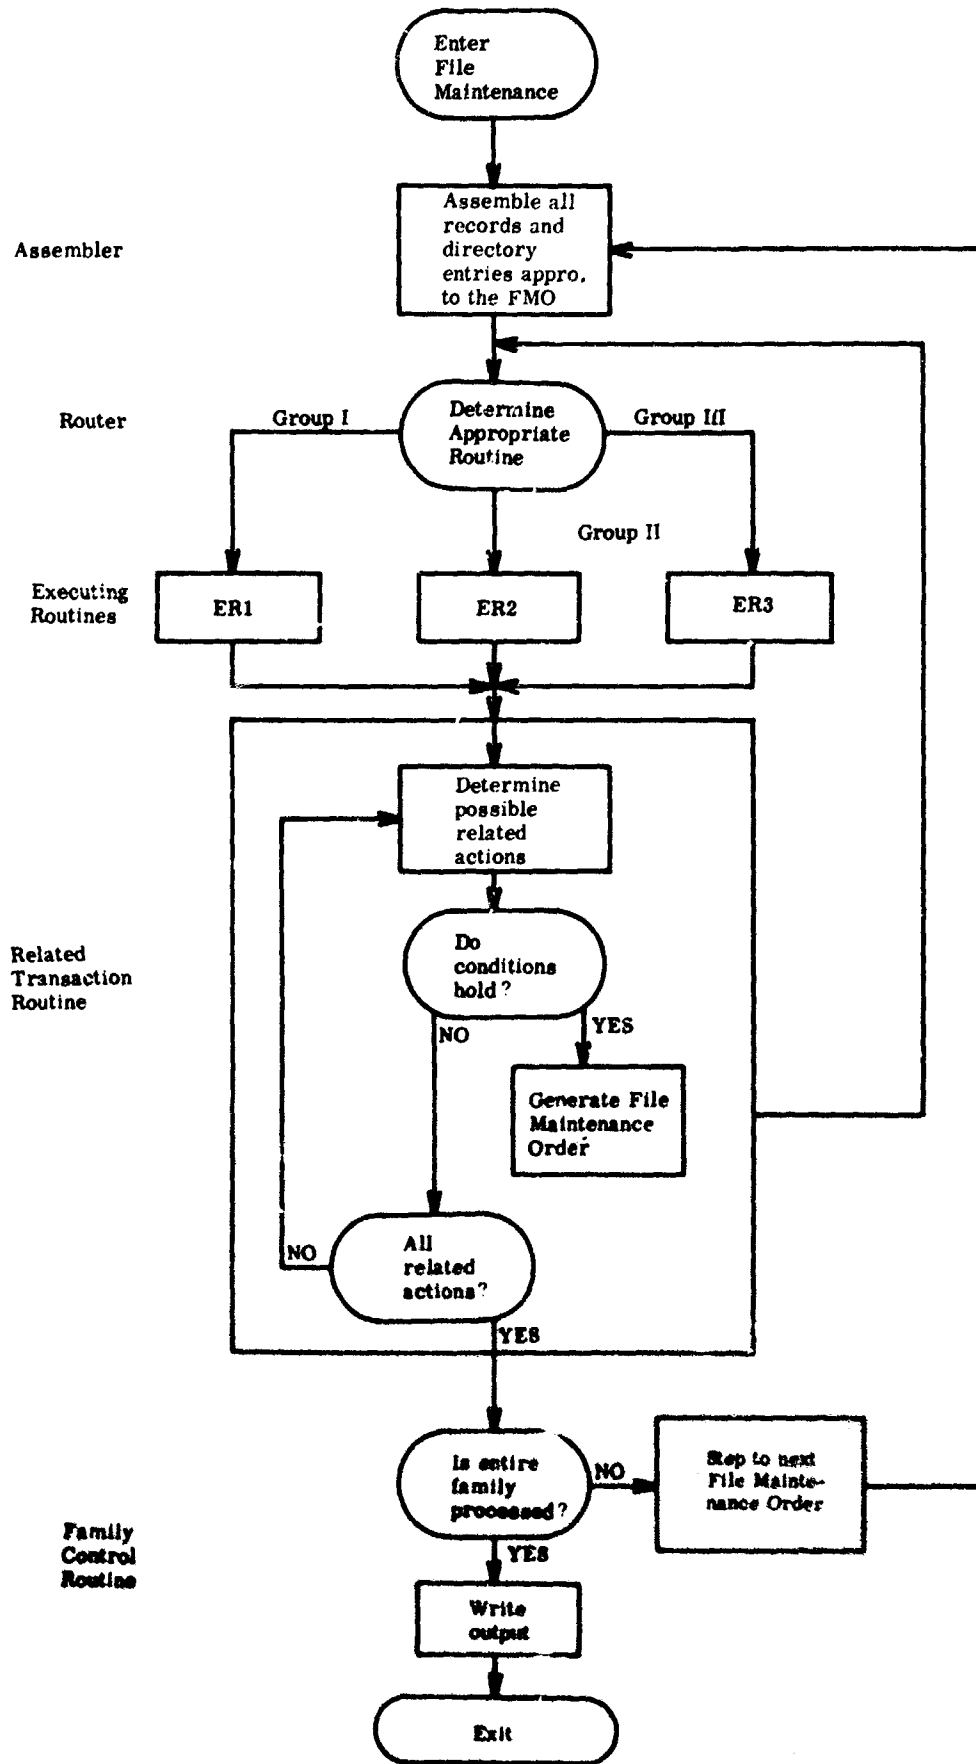 Enter
File
Maintenance
Assembler
Assemble all
records and
directory
entries appro.
to the FMO
Router
Group I
Determine
Appropriate
Routine
Group III
Group II
Executing
Routines
ER1
ER2
ER3
Determine
possible
related
actions
Related
Transaction
Routine
Do
conditions
hold?
NO
YES
Generate File
Maintenance
Order
NO
All
related
actions?
YES
Is entire
family
processed?
NO
Step to next
File Mainte-
nance Order
Family
Control
Routine
YES
Write
output
Exit